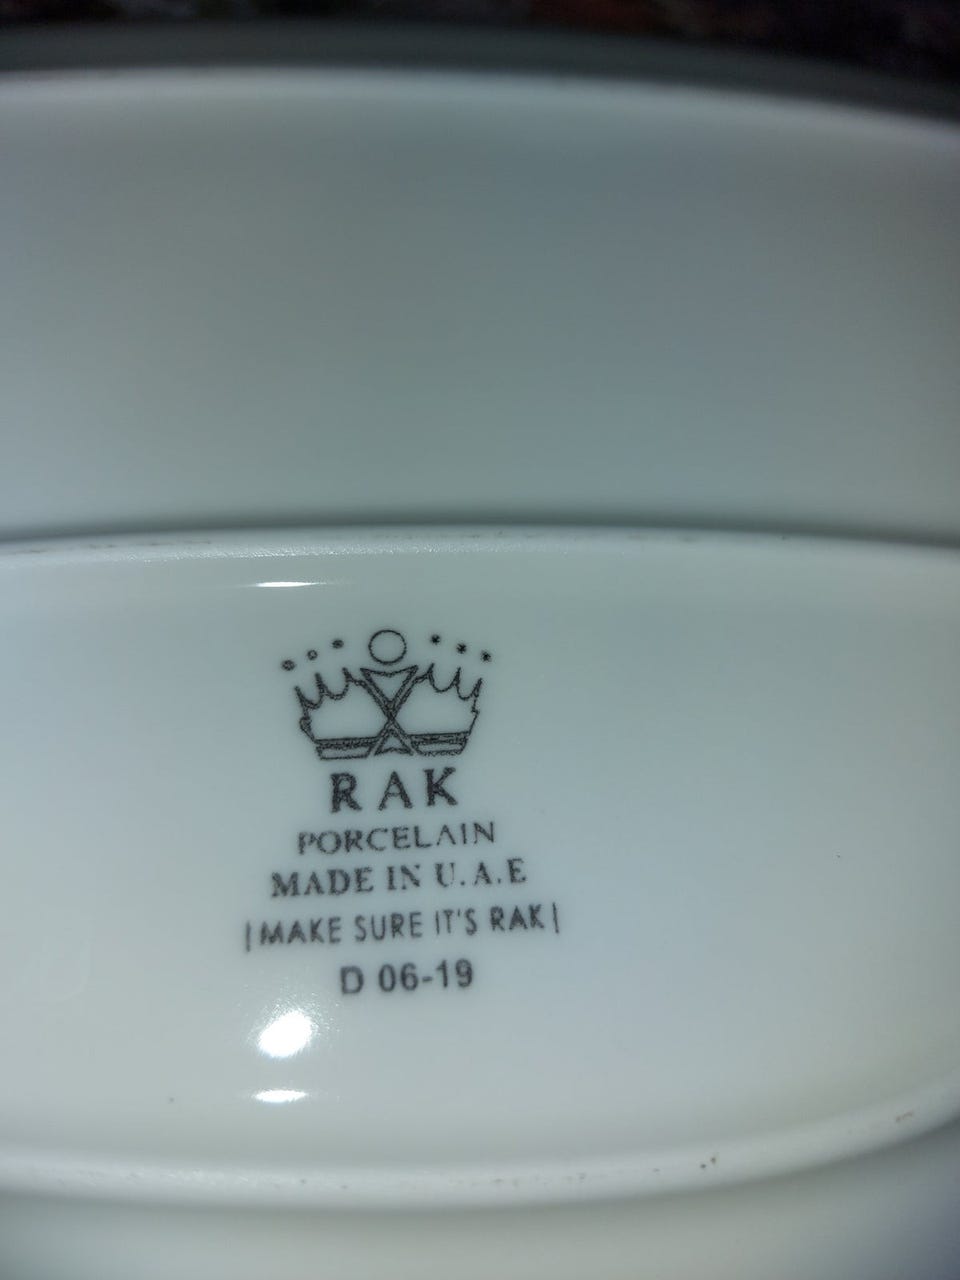 RAK
PORCELAIN
MADE IN U.A.E
|MAKE SURE IT'S RAK|
D 06-19